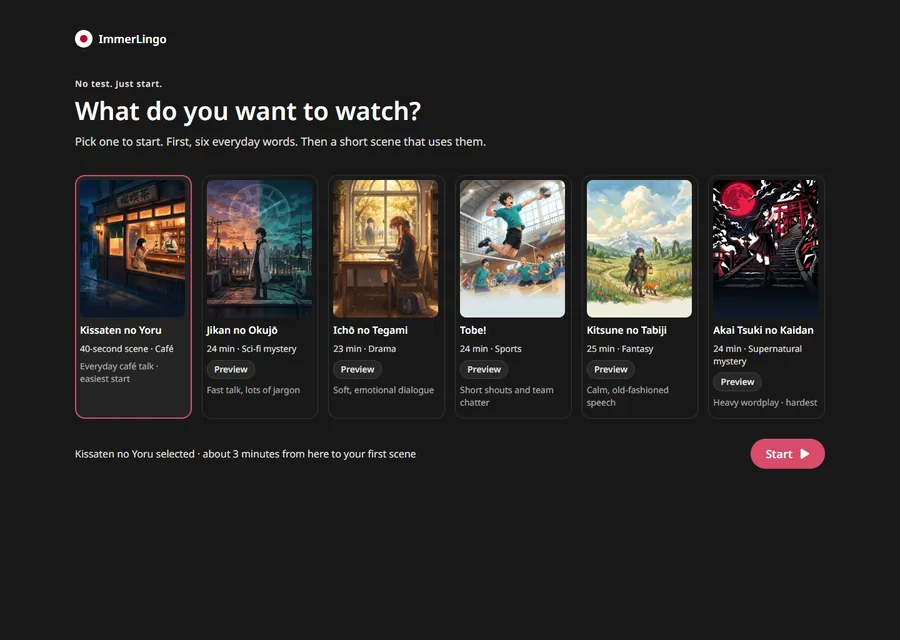 ImmerLingo
No test. Just start.
What do you want to watch?
Pick one to start. First, six everyday words. Then a short scene that uses them.
喫茶
Kissaten no Yoru
40-second scene · Café
Everyday café talk ·
easiest start
Jikan no Okujō
24 min · Sci-fi mystery
Preview
Fast talk, lots of jargon
Ichō no Tegami
23 min · Drama
Preview
Soft, emotional dialogue
Tobe!
24 min · Sports
Preview
Short shouts and team
chatter
Kitsune no Tabiji
25 min · Fantasy
Preview
Calm, old-fashioned
speech
Akai Tsuki no Kaidan
24 min · Supernatural
mystery
Preview
Heavy wordplay · hardest
Kissaten no Yoru selected · about 3 minutes from here to your first scene
Start